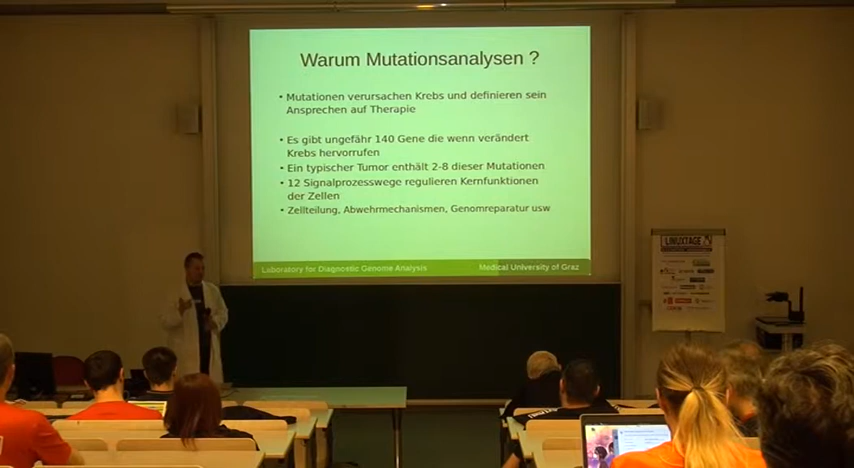 Warum Mutationsanalysen ?
• Mutationen verursachen Krebs und definieren sein
Ansprechen auf Therapie
• Es gibt ungefähr 140 Gene die wenn verändert
Krebs hervorrufen
• Ein typischer Tumor enthält 2-8 dieser Mutationen
• 12 Signalprozesswege regulieren Kernfunktionen
der Zellen
• Zellteilung, Abwehrmechanismen, Genomreparatur usw
Laboratory for Diagnostic Genome Analysis
Medical University of Graz
LINUXTAGE